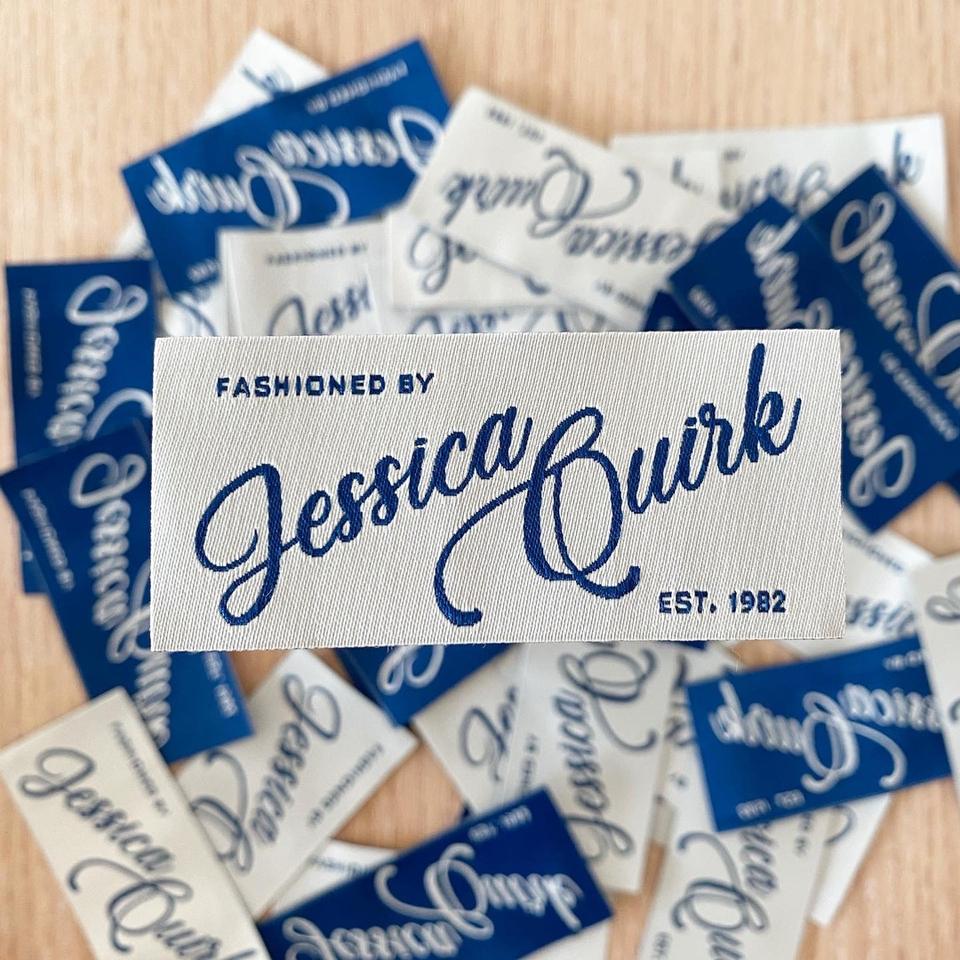 FASHIONED BY
Jessica
Quirk
EST. 1982